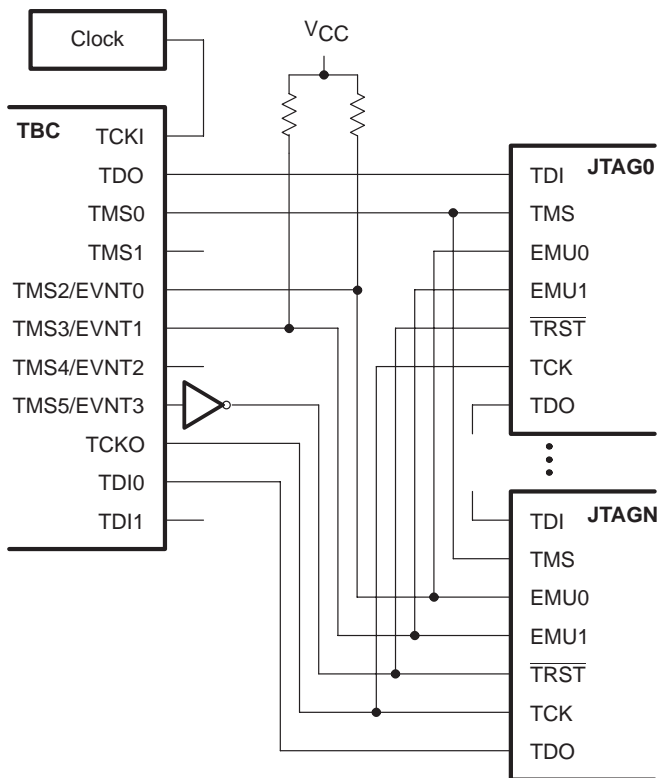 Clock
VCC
TBC
TCKI
TDO
TMS0
TMS1
TMS2/EVNT0
TMS3/EVNT1
TMS4/EVNT2
TMS5/EVNT3
TCKO
TDI0
TDI1
JTAG0
TDI
TMS
EMU0
EMU1
TRST
TCK
TDO
JTAGN
TDI
TMS
EMU0
EMU1
TRST
TCK
TDO